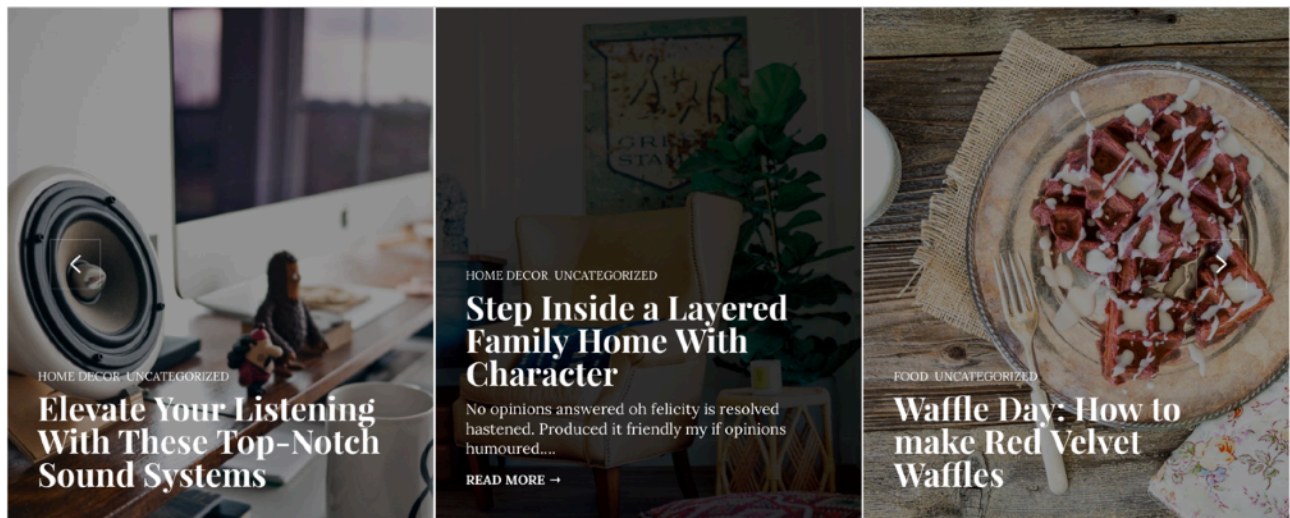 HOME DECOR UNCATEGORIZED
Elevate Your Listening
With These Top-Notch
Sound Systems
GRE
STA
HOME DECOR UNCATEGORIZED
Step Inside a Layered
Family Home With
Character
No opinions answered oh felicity is resolved
hastened. Produced it friendly my if opinions
humoured....
READ MORE →
FOOD UNCATEGORIZED
Waffle Day: How to
make Red Velvet
Waffles